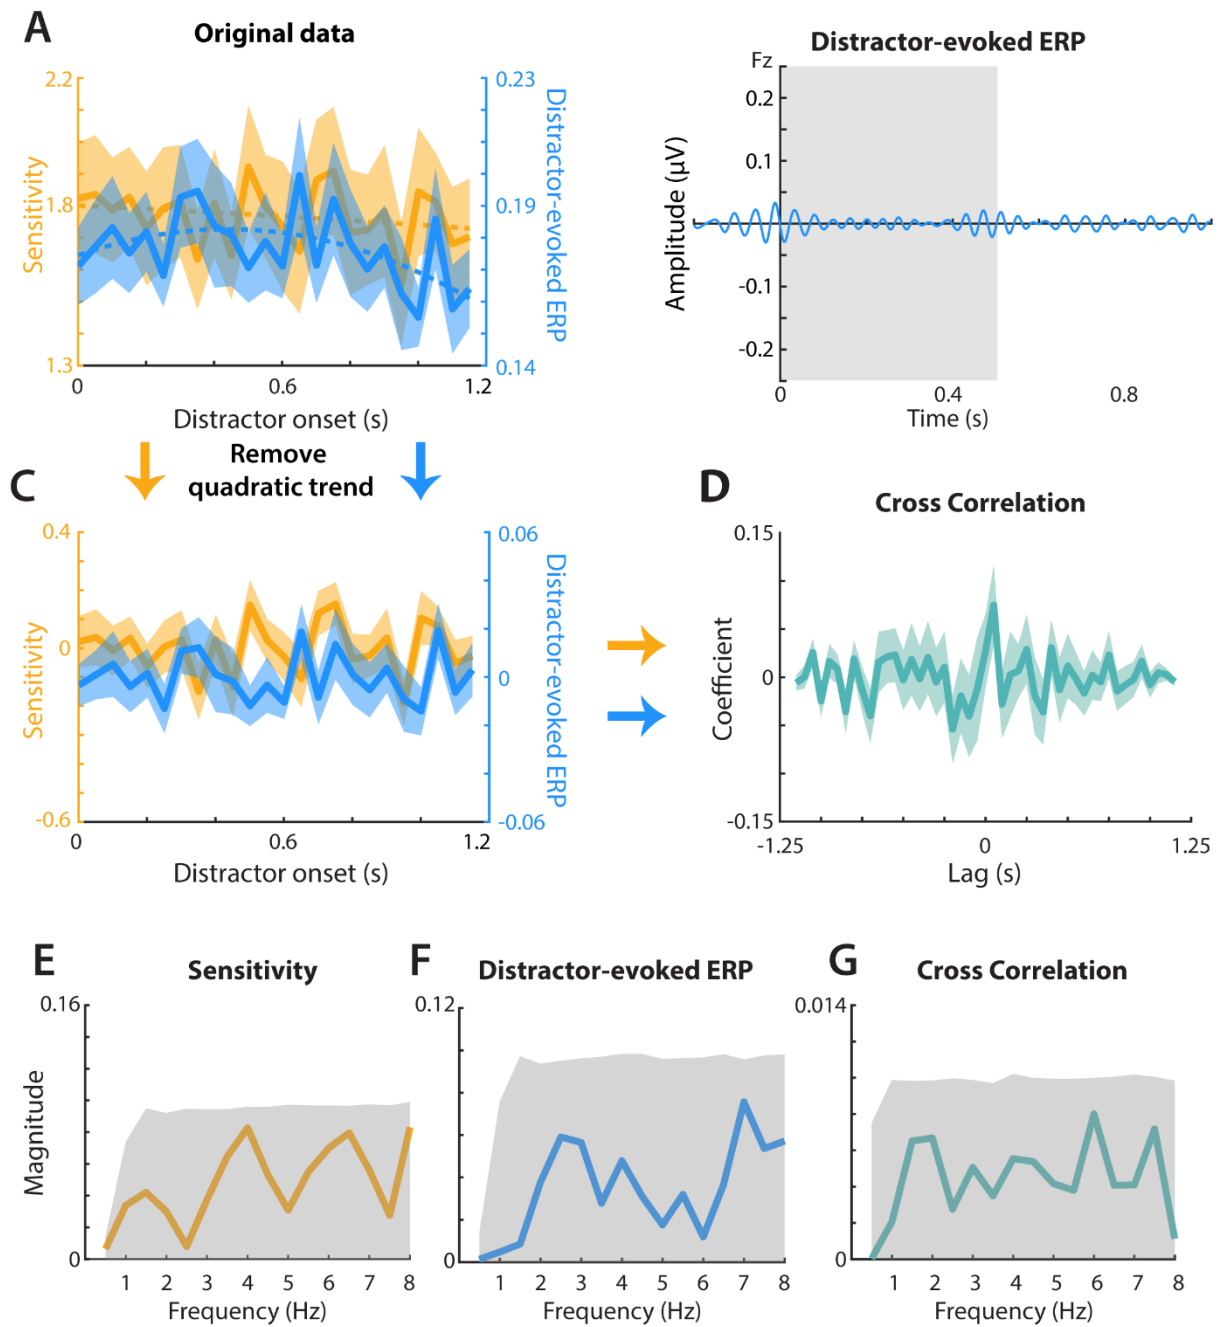 A
Original data
2.2
1.8
1.3
Sensitivity
0.23
0.19
0.14
Distractor-evoked ERP
0
0.6
1.2
Distractor onset (s)
Distractor-evoked ERP
Fz
0.2
0.1
-0.1
-0.2
Amplitude (μV)
0
0.4
0.8
Time (s)
Remove
quadratic trend
C
0.4
0
-0.6
Sensitivity
0.06
0
-0.06
Distractor-evoked ERP
0
0.6
1.2
Distractor onset (s)
D
Cross Correlation
0.15
0
-0.15
Coefficient
-1.25
0
1.25
Lag (s)
E
Sensitivity
0.16
0
Magnitude
1 2 3 4 5 6 7 8
Frequency (Hz)
F
Distractor-evoked ERP
0.12
0
1 2 3 4 5 6 7 8
Frequency (Hz)
G
Cross Correlation
0.014
0
1 2 3 4 5 6 7 8
Frequency (Hz)